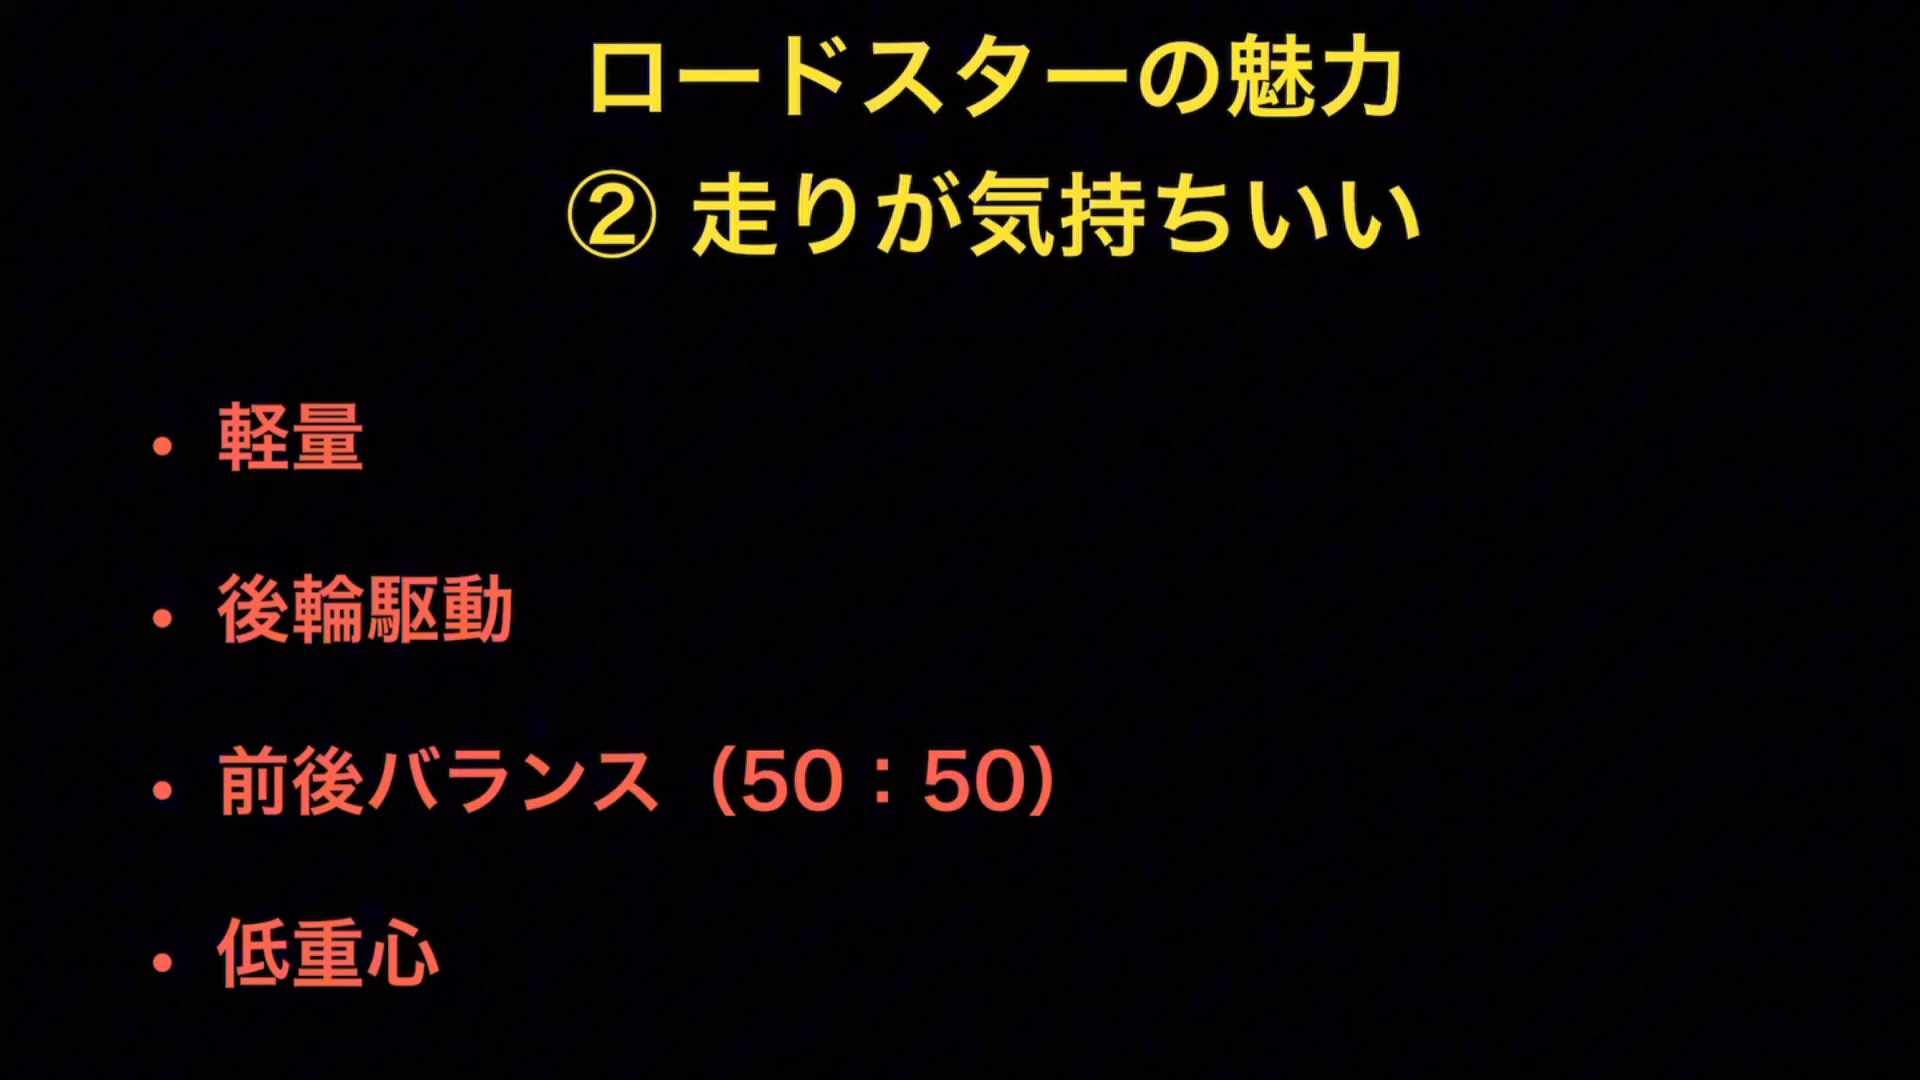 ロードスターの魅力
② 走りが気持ちいい
・軽量
・後輪駆動
・前後バランス（50：50）
・低重心